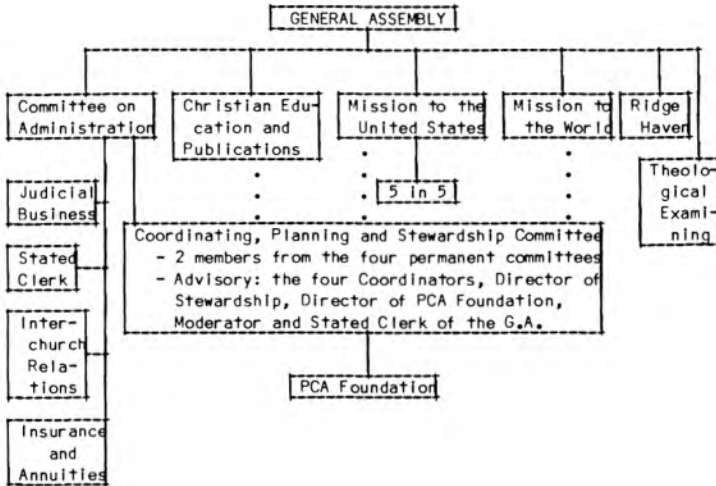 GENERAL ASSEMBLY
Committee on
Administration
Christian Edu-
cation and
Publications
Mission to the
United States
Mission to
the World
Ridge
Haven
5 in 5
Theolo-
gical
Exami-
ning
Judicial
Business
Stated
Clerk
Inter-
church
Rela-
tions
Insurance
and
Annuities
Coordinating, Planning and Stewardship Committee
- 2 members from the four permanent committees
- Advisory: the four Coordinators, Director of
Stewardship, Director of PCA Foundation,
Moderator and Stated Clerk of the G.A.
PCA Foundation